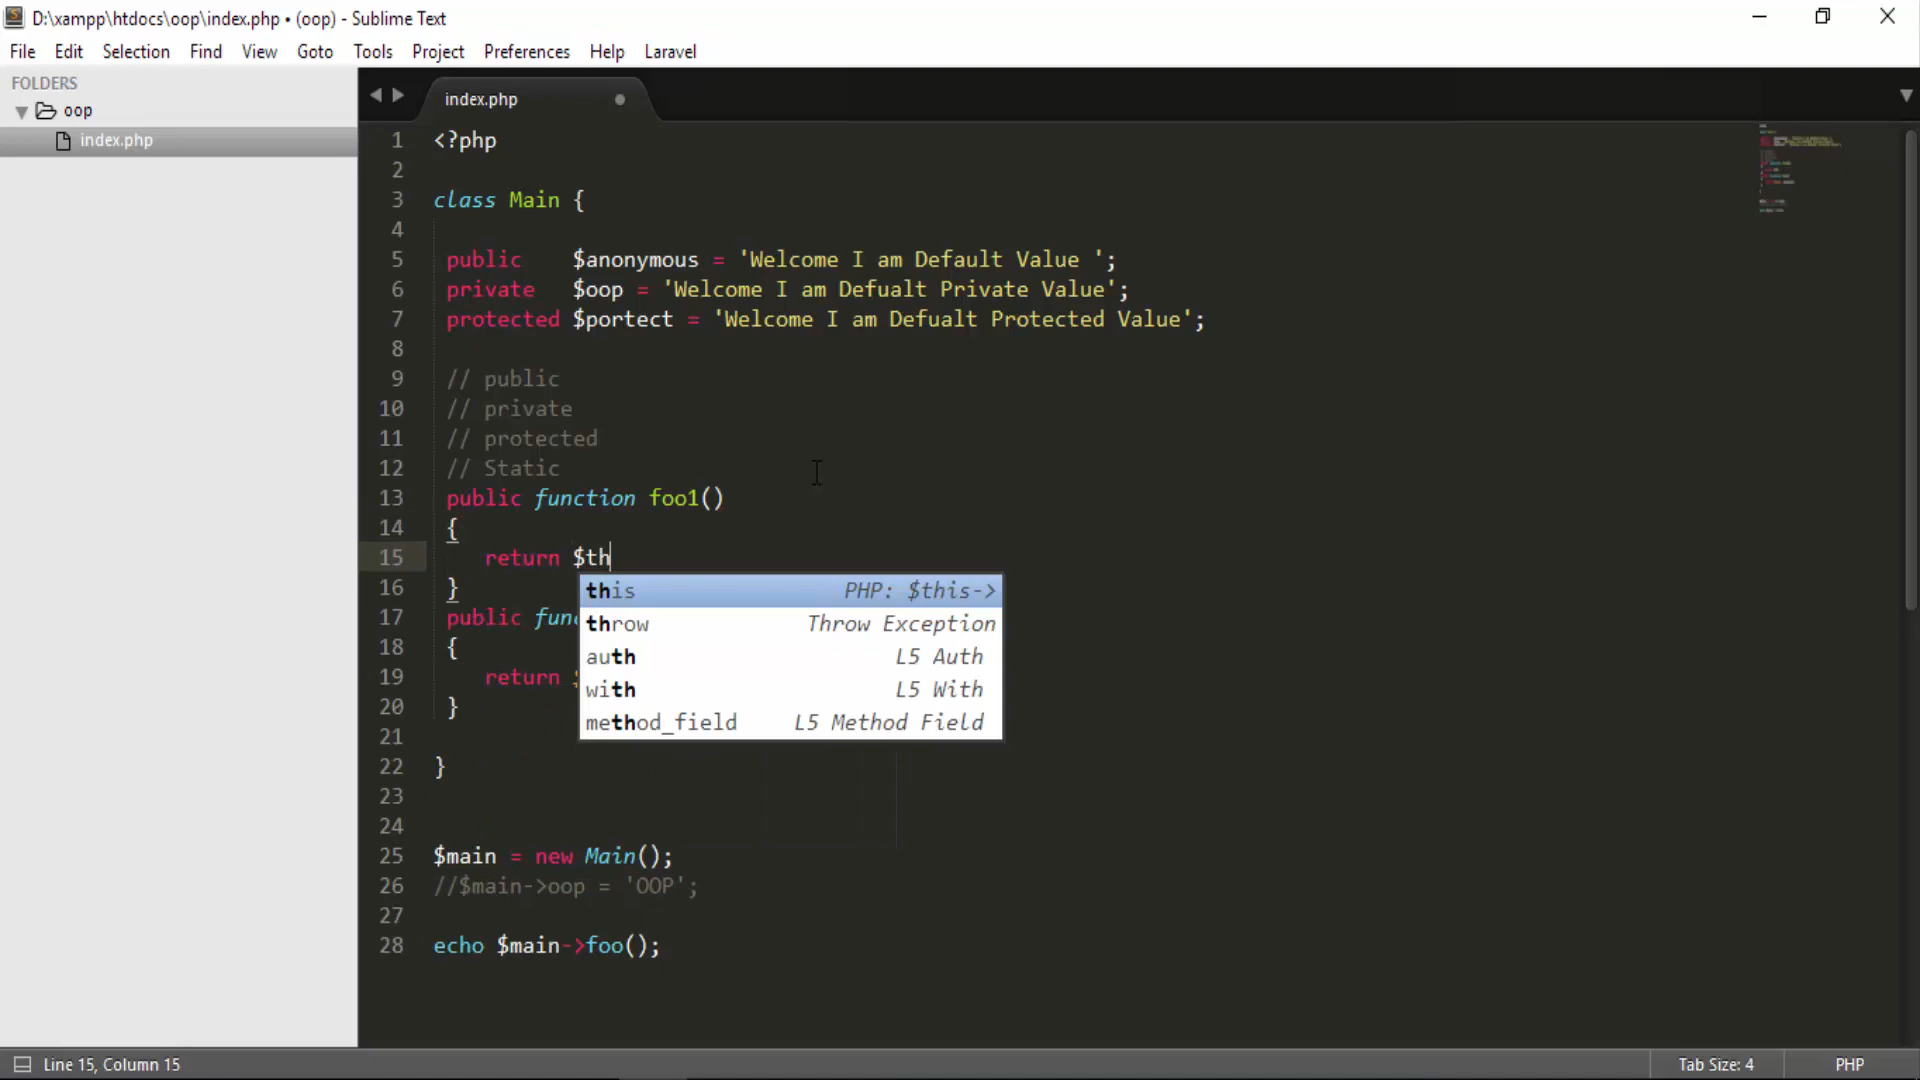 D:\xampp\htdocs\oop\index.php • (oop) - Sublime Text
File Edit Selection Find View Goto Tools Project Preferences Help Laravel
FOLDERS
oop
index.php
index.php
1 <?php
2
3 class Main {
4
5 public $anonymous = 'Welcome I am Default Value ';
6 private $oop = 'Welcome I am Defualt Private Value';
7 protected $portect = 'Welcome I am Defualt Protected Value';
8
9 // public
10 // private
11 // protected
12 // Static
13 public function foo1()
14 {
15 return $th
16 }
this PHP: $this->
17 public fun
throw Throw Exception
18 {
auth L5 Auth
19 return
with L5 With
20 }
method_field L5 Method Field
21
22 }
23
24
25 $main = new Main();
26 //$main->oop = 'OOP';
27
28 echo $main->foo();
Line 15, Column 15
Tab Size: 4
PHP